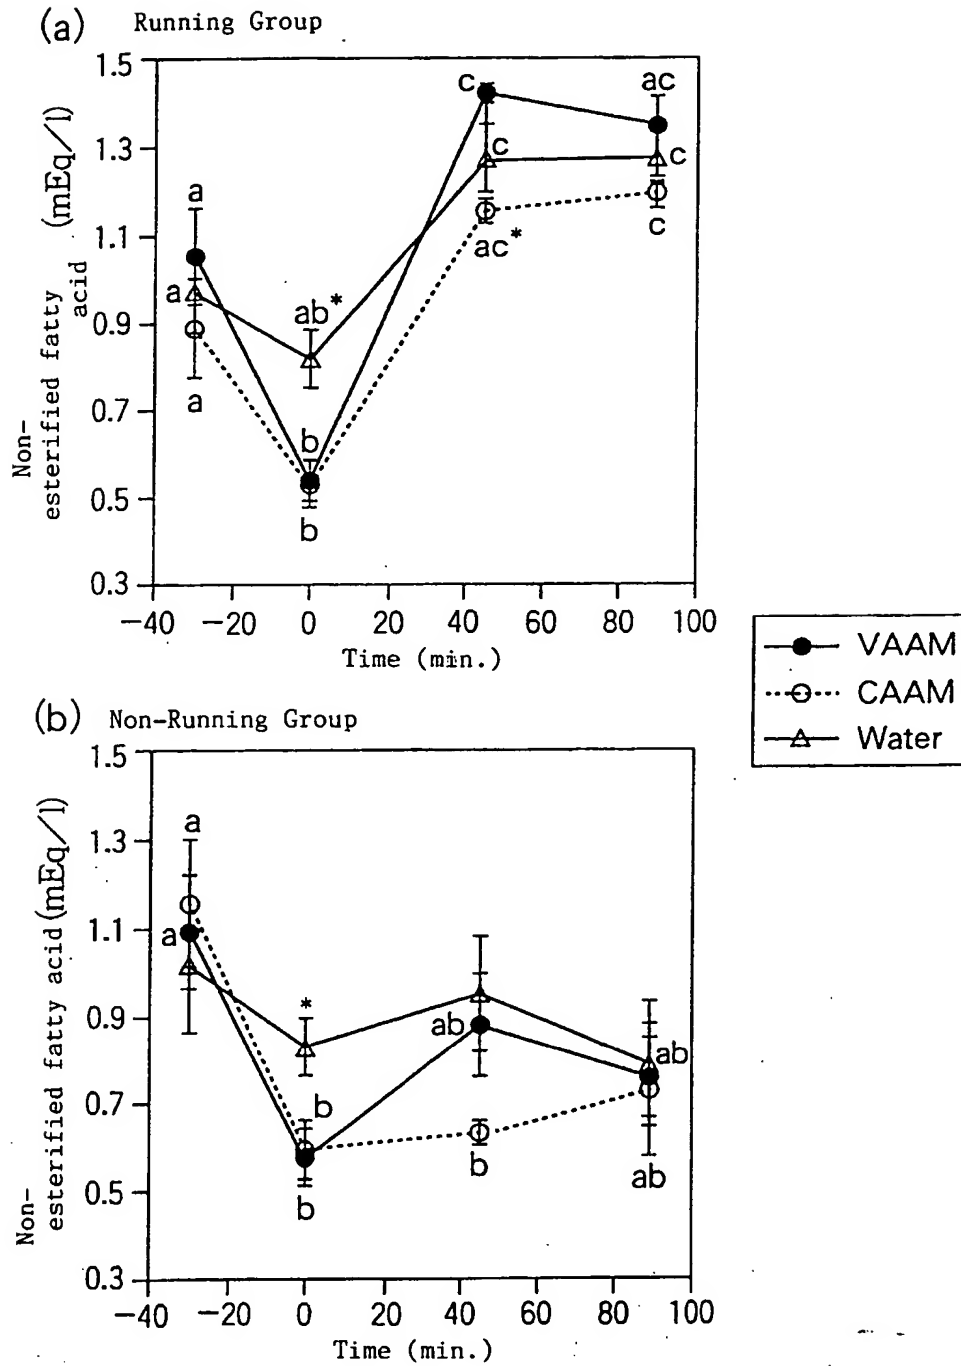 (a) Running Group
1.5
1.3
1.1
0.9
0.7
0.5
0.3
Non-
esterified fatty
acid
(mEq/l)
a
a
a
ab*
b
b
c
c
ac*
ac
c
c
−40 −20 0 20 40 60 80 100
Time (min.)
VAAM
CAAM
Water
(b) Non-Running Group
1.5
1.3
1.1
0.9
0.7
0.5
0.3
Non-
esterified fatty acid (mEq/l)
a
a
*
b
b
ab
b
ab
ab
−40 −20 0 20 40 60 80 100
Time (min.)